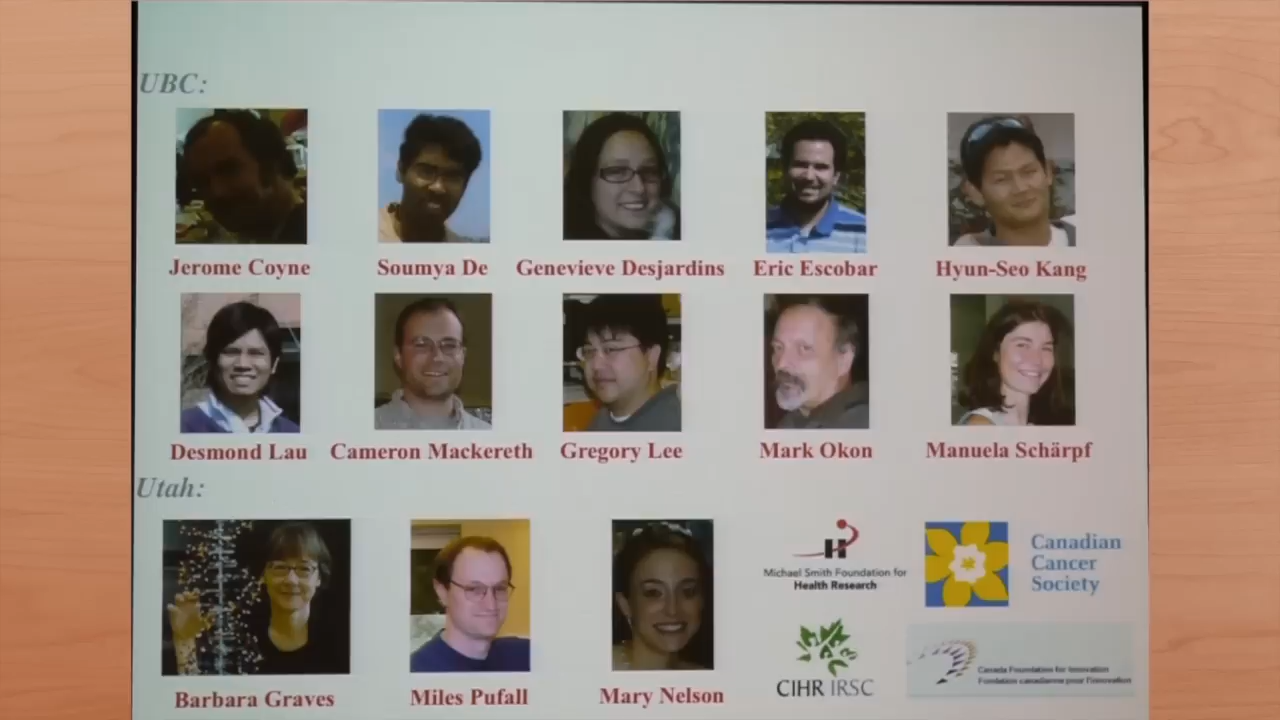 UBC:
Jerome Coyne
Soumya De
Genevieve Desjardins
Eric Escobar
Hyun-Seo Kang
Desmond Lau
Cameron Mackereth
Gregory Lee
Mark Okon
Manuela Schärpf
Utah:
Barbara Graves
Miles Pufall
Mary Nelson
Michael Smith Foundation for
Health Research
Canadian
Cancer
Society
CIHR IRSC
Canada Foundation for Innovation
Fondation canadienne pour l'innovation